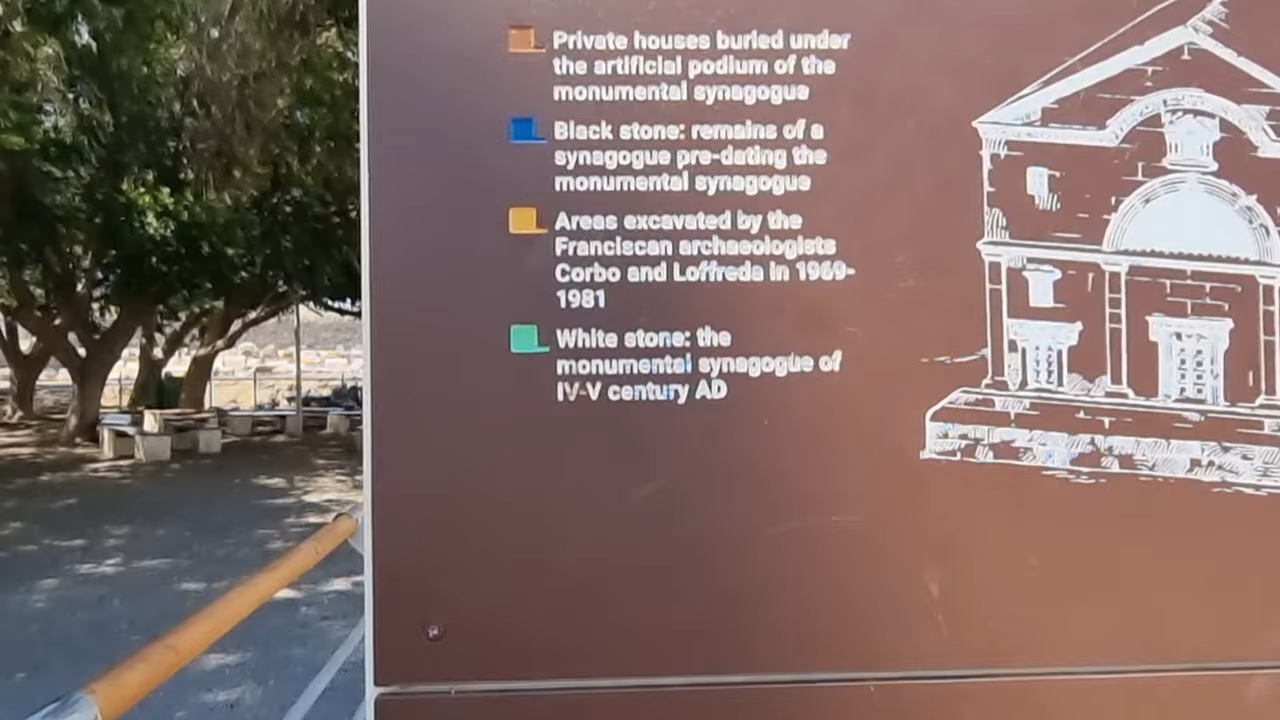 Private houses buried under
the artificial podium of the
monumental synagogue
Black stone: remains of a
synagogue pre-dating the
monumental synagogue
Areas excavated by the
Franciscan archaeologists
Corbo and Loffreda in 1969-
1981
White stone: the
monumental synagogue of
IV-V century AD